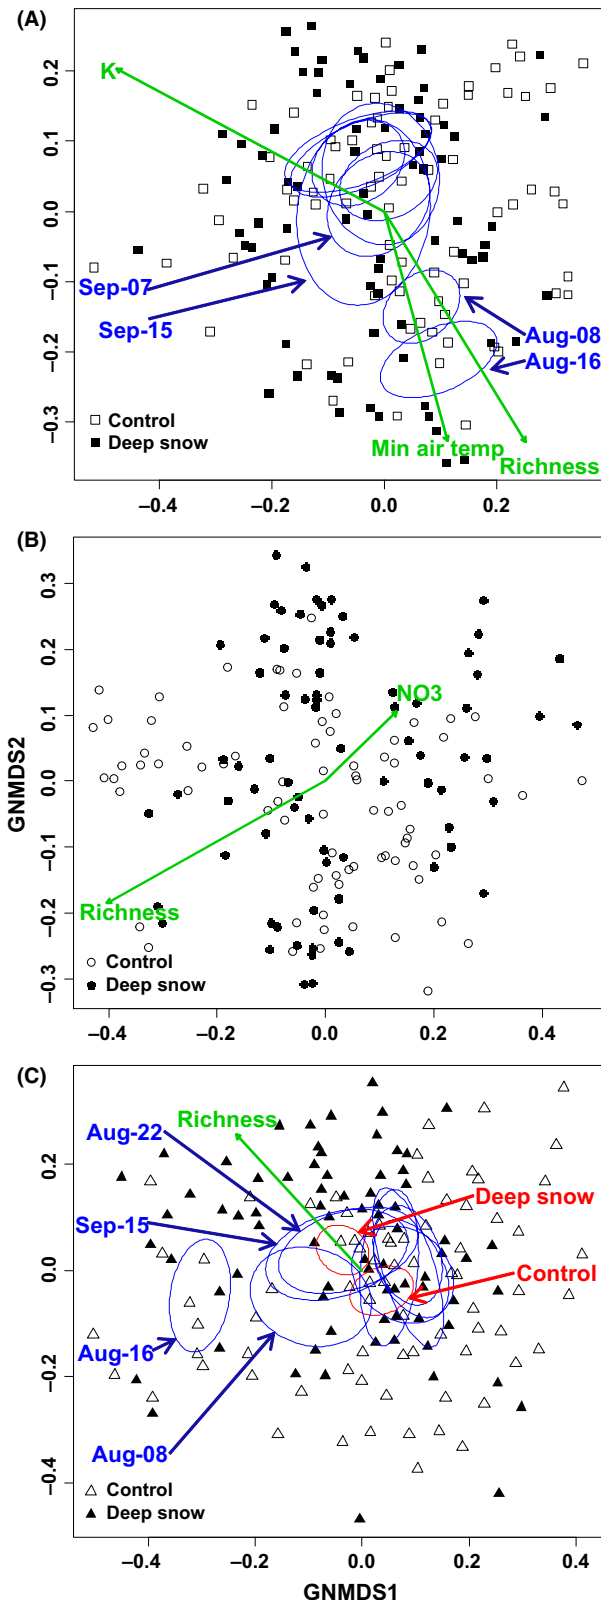 (A)
K
Sep-07
Sep-15
Aug-08
Aug-16
Control
Deep snow
Min air temp
Richness
0.2
0.1
0.0
−0.1
−0.2
−0.3
−0.4 −0.2 0.0 0.2
(B)
NO3
Richness
Control
Deep snow
GNMDS2
0.3
0.2
0.1
0.0
−0.1
−0.2
−0.3
−0.4 −0.2 0.0 0.2 0.4
(C)
Richness
Aug-22
Deep snow
Sep-15
Control
Aug-16
Aug-08
Control
Deep snow
0.2
0.0
−0.2
−0.4
−0.4 −0.2 0.0 0.2 0.4
GNMDS1